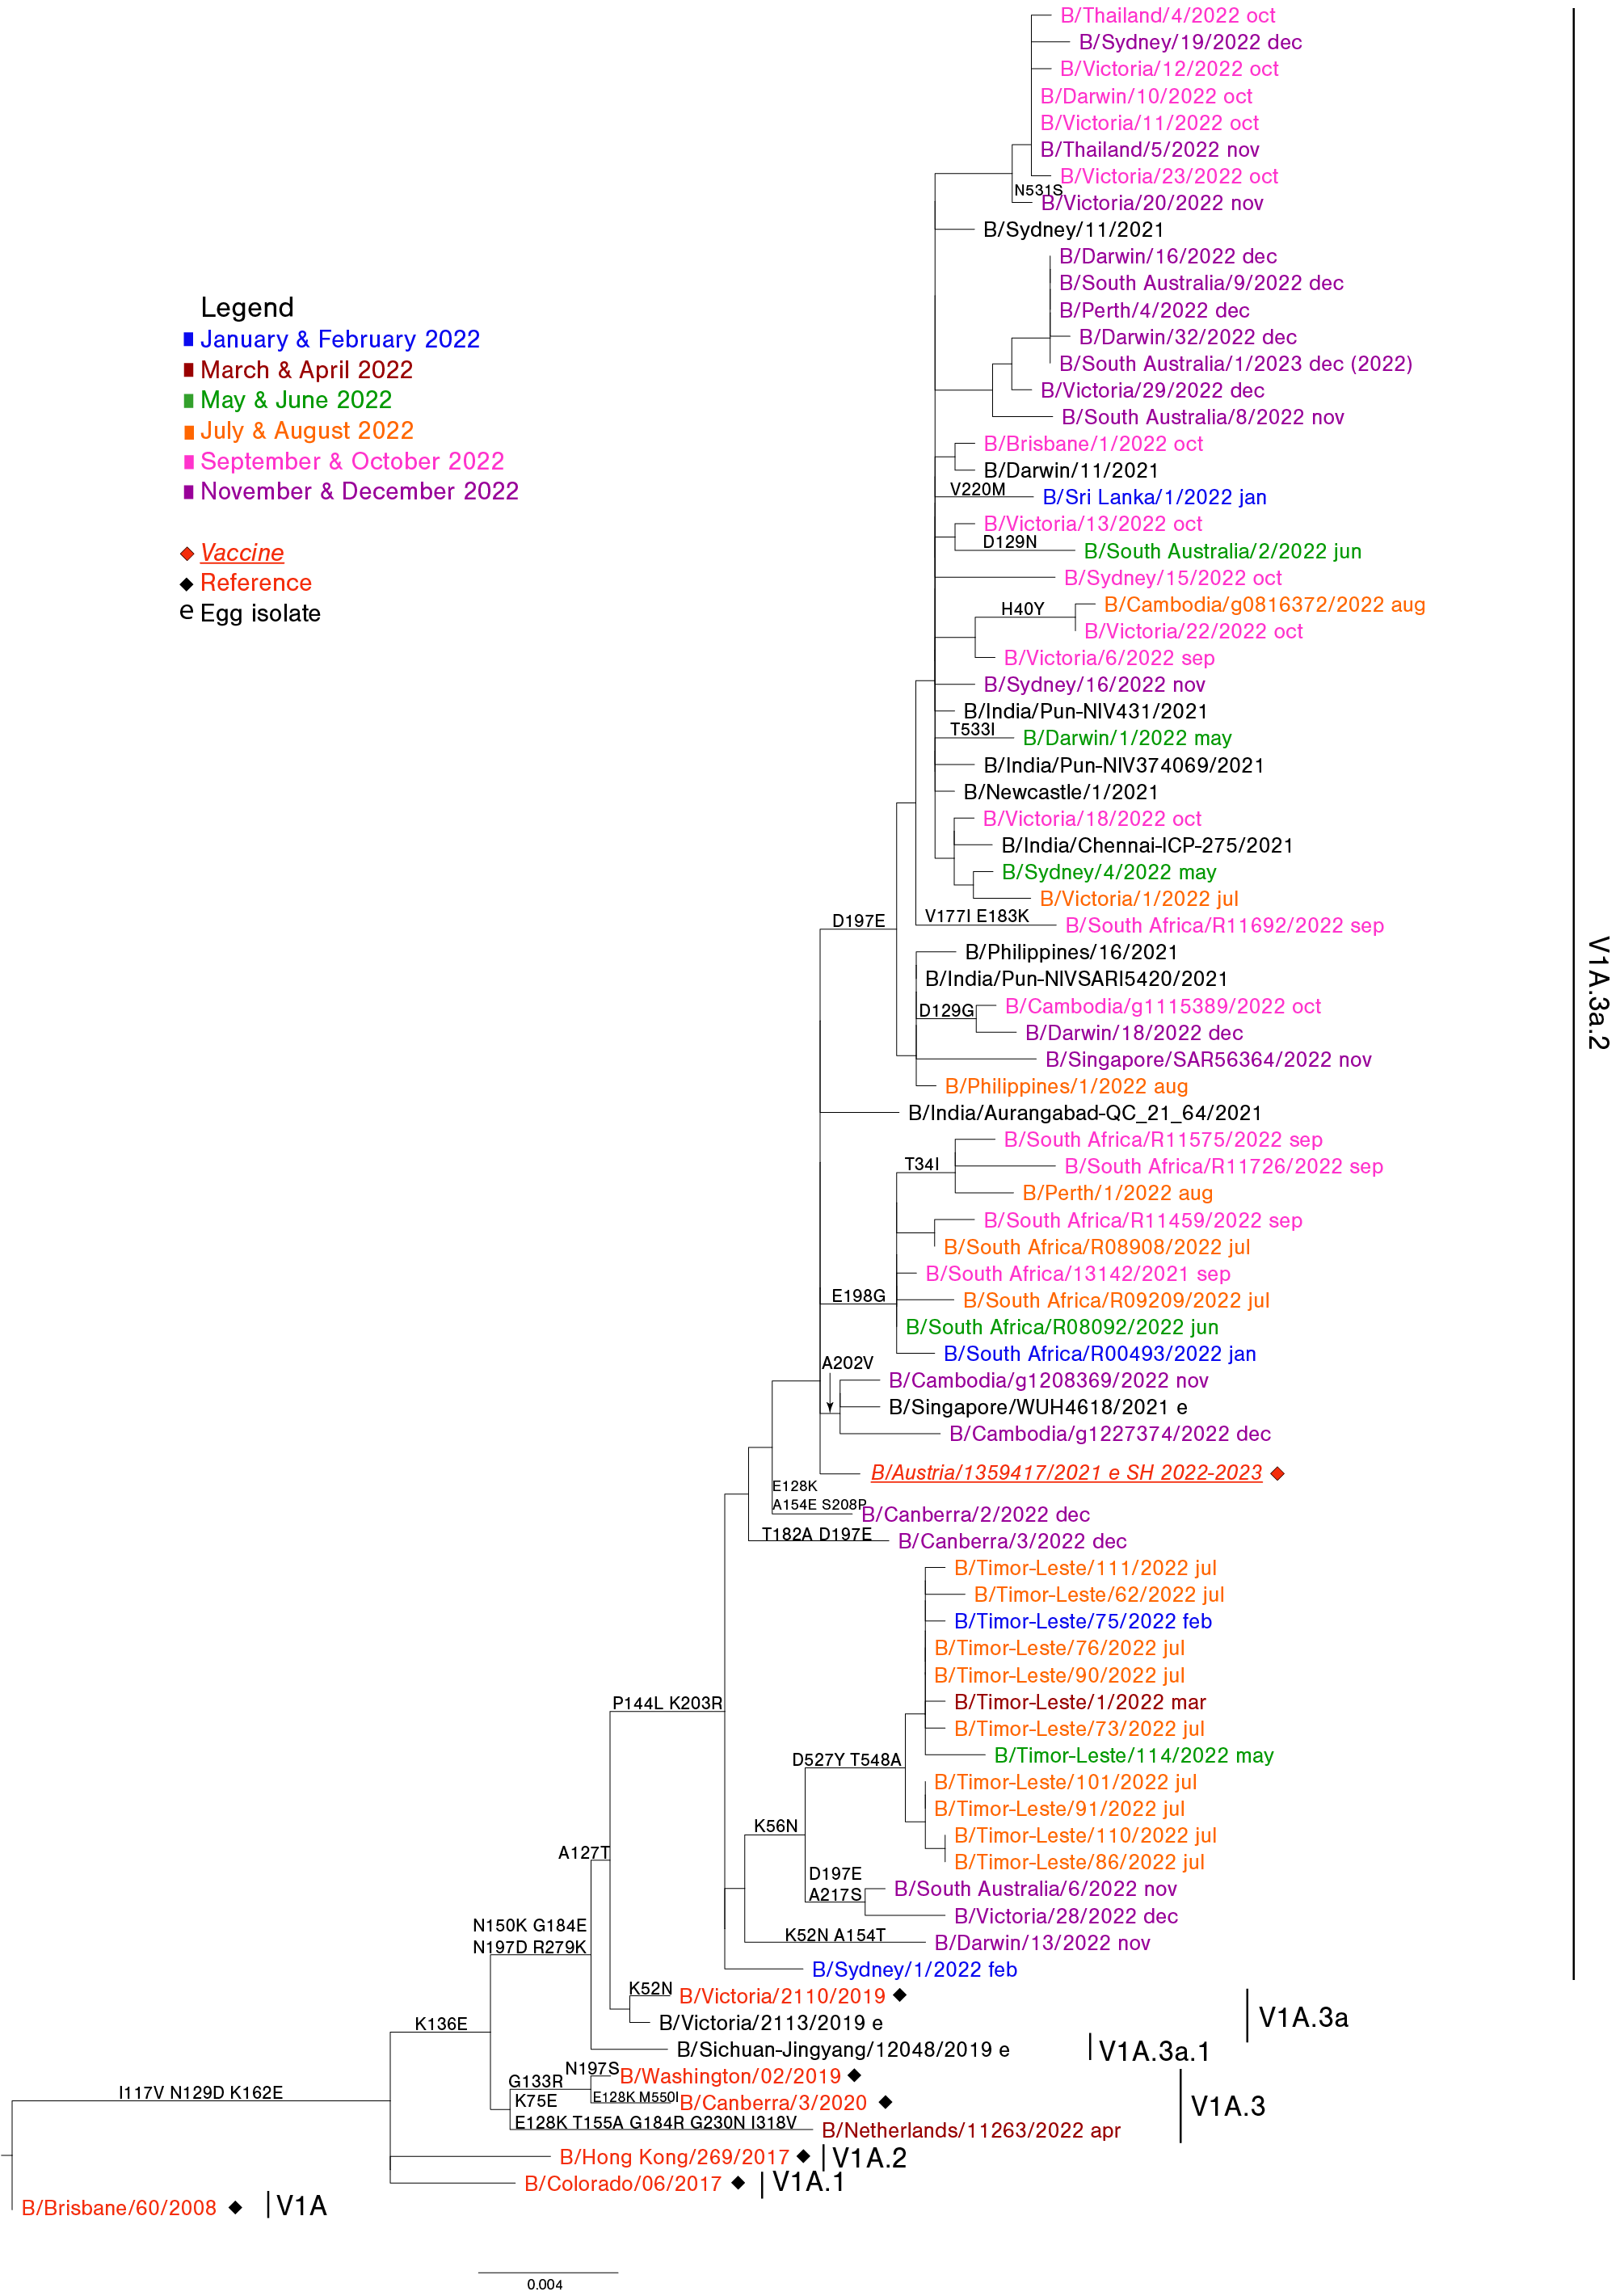 B/Thailand/4/2022 oct
B/Sydney/19/2022 dec
B/Victoria/12/2022 oct
B/Darwin/10/2022 oct
B/Victoria/11/2022 oct
B/Thailand/5/2022 nov
B/Victoria/23/2022 oct
N531S
B/Victoria/20/2022 nov
B/Sydney/11/2021
B/Darwin/16/2022 dec
B/South Australia/9/2022 dec
B/Perth/4/2022 dec
B/Darwin/32/2022 dec
B/South Australia/1/2023 dec (2022)
B/Victoria/29/2022 dec
B/South Australia/8/2022 nov
B/Brisbane/1/2022 oct
B/Darwin/11/2021
V220M
B/Sri Lanka/1/2022 jan
B/Victoria/13/2022 oct
D129N
B/South Australia/2/2022 jun
B/Sydney/15/2022 oct
H40Y
B/Cambodia/g0816372/2022 aug
B/Victoria/22/2022 oct
B/Victoria/6/2022 sep
B/Sydney/16/2022 nov
B/India/Pun-NIV431/2021
T533I
B/Darwin/1/2022 may
B/India/Pun-NIV374069/2021
B/Newcastle/1/2021
B/Victoria/18/2022 oct
B/India/Chennai-ICP-275/2021
B/Sydney/4/2022 may
B/Victoria/1/2022 jul
D197E
V177I E183K
B/South Africa/R11692/2022 sep
B/Philippines/16/2021
B/India/Pun-NIVSARI5420/2021
D129G
B/Cambodia/g1115389/2022 oct
B/Darwin/18/2022 dec
B/Singapore/SAR56364/2022 nov
B/Philippines/1/2022 aug
B/India/Aurangabad-QC_21_64/2021
B/South Africa/R11575/2022 sep
T34I
B/South Africa/R11726/2022 sep
B/Perth/1/2022 aug
B/South Africa/R11459/2022 sep
B/South Africa/R08908/2022 jul
B/South Africa/13142/2021 sep
E198G
B/South Africa/R09209/2022 jul
B/South Africa/R08092/2022 jun
B/South Africa/R00493/2022 jan
A202V
B/Cambodia/g1208369/2022 nov
B/Singapore/WUH4618/2021 e
B/Cambodia/g1227374/2022 dec
B/Austria/1359417/2021 e SH 2022-2023
E128K
A154E S208P
B/Canberra/2/2022 dec
T182A D197E
B/Canberra/3/2022 dec
B/Timor-Leste/111/2022 jul
B/Timor-Leste/62/2022 jul
B/Timor-Leste/75/2022 feb
B/Timor-Leste/76/2022 jul
B/Timor-Leste/90/2022 jul
P144L K203R
B/Timor-Leste/1/2022 mar
B/Timor-Leste/73/2022 jul
D527Y T548A
B/Timor-Leste/114/2022 may
B/Timor-Leste/101/2022 jul
B/Timor-Leste/91/2022 jul
K56N
B/Timor-Leste/110/2022 jul
A127T
B/Timor-Leste/86/2022 jul
D197E
A217S
B/South Australia/6/2022 nov
B/Victoria/28/2022 dec
N150K G184E
N197D R279K
K52N A154T
B/Darwin/13/2022 nov
B/Sydney/1/2022 feb
K52N
B/Victoria/2110/2019
B/Victoria/2113/2019 e
K136E
B/Sichuan-Jingyang/12048/2019 e
N197S
B/Washington/02/2019
G133R
K75E
E128K M550I
B/Canberra/3/2020
I117V N129D K162E
E128K T155A G184R G230N I318V
B/Netherlands/11263/2022 apr
B/Hong Kong/269/2017
B/Colorado/06/2017
B/Brisbane/60/2008
V1A.3a.2
V1A.3a
V1A.3a.1
V1A.3
V1A.2
V1A.1
V1A
Legend
January & February 2022
March & April 2022
May & June 2022
July & August 2022
September & October 2022
November & December 2022
Vaccine
Reference
e Egg isolate
0.004